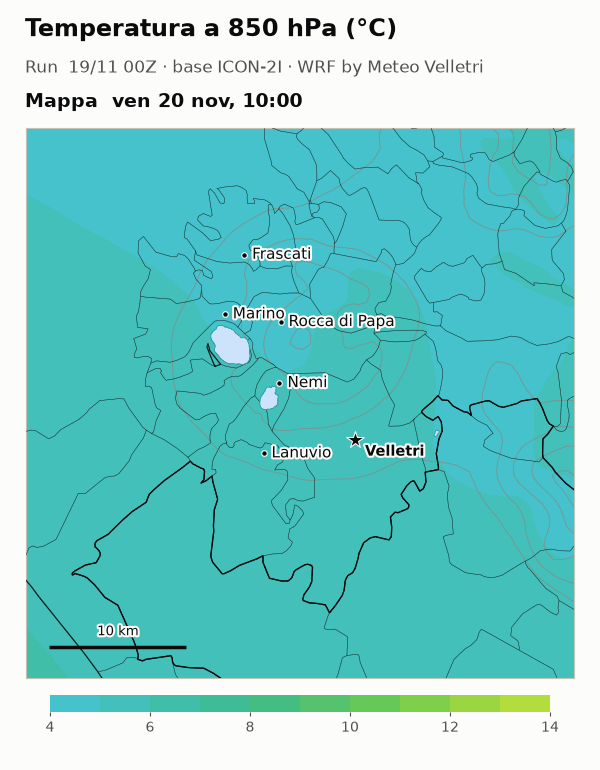 Temperatura a 850 hPa (°C)
Run  19/11 00Z · base ICON-2I · WRF by Meteo Velletri
Mappa  ven 20 nov, 10:00
Frascati
Marino
Rocca di Papa
Nemi
Velletri
Lanuvio
10 km
4 6 8 10 12 14